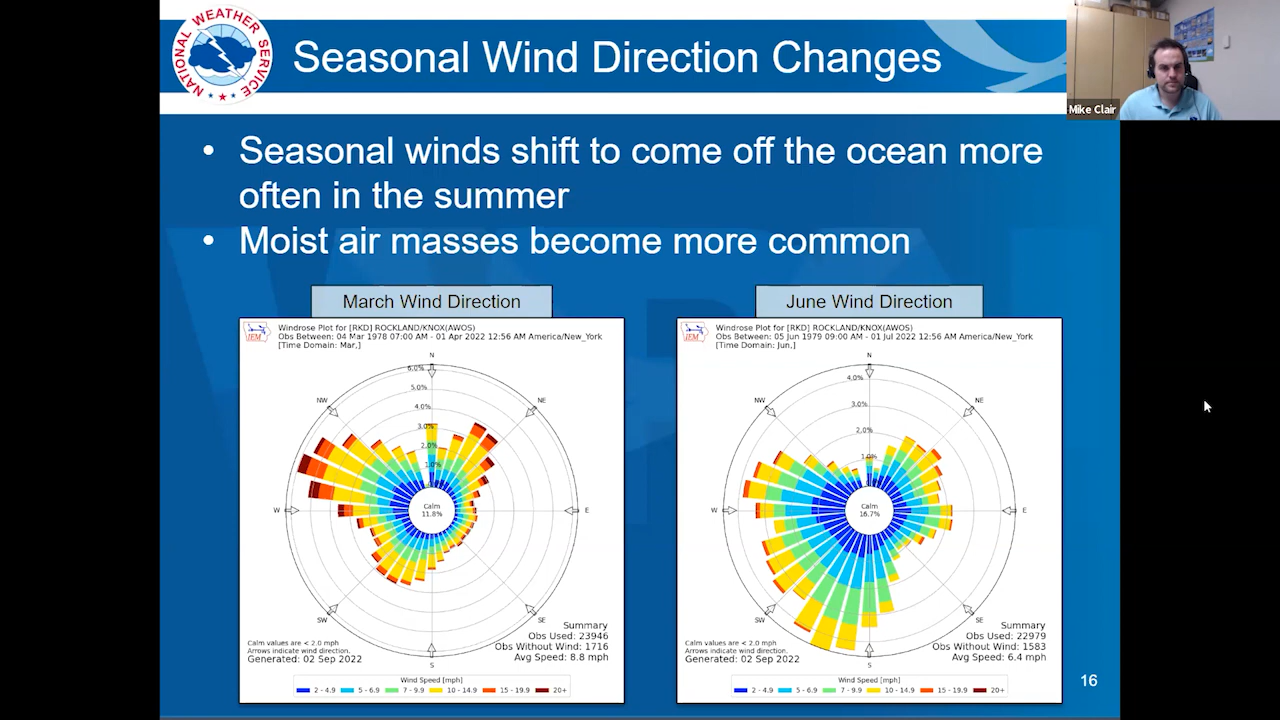 NATIONAL WEATHER SERVICE
Seasonal Wind Direction Changes
Mike Clair
• Seasonal winds shift to come off the ocean more
often in the summer
• Moist air masses become more common
March Wind Direction
IEM
Windrose Plot for [RKD] ROCKLAND/KNOX(AWOS)
Obs Between: 04 Mar 1978 07:00 AM - 01 Apr 2022 12:56 AM America/New_York
[Time Domain: Mar,]
N
6.0%
NW
NE
5.0%
4.0%
3.0%
2.0%
1.0%
W
Calm
11.8%
E
SW
SE
S
Calm values are < 2.0 mph
Arrows indicate wind direction.
Generated: 02 Sep 2022
Summary
Obs Used: 23946
Obs Without Wind: 1716
Avg Speed: 8.8 mph
Wind Speed [mph]
2 - 4.9 5 - 6.9 7 - 9.9 10 - 14.9 15 - 19.9 20+
June Wind Direction
IEM
Windrose Plot for [RKD] ROCKLAND/KNOX(AWOS)
Obs Between: 05 Jun 1979 09:00 AM - 01 Jul 2022 12:56 AM America/New_York
[Time Domain: Jun,]
N
4.0%
NW
NE
3.0%
2.0%
1.0%
W
Calm
16.7%
E
SW
SE
S
Calm values are < 2.0 mph
Arrows indicate wind direction.
Generated: 02 Sep 2022
Summary
Obs Used: 22979
Obs Without Wind: 1583
Avg Speed: 6.4 mph
Wind Speed [mph]
2 - 4.9 5 - 6.9 7 - 9.9 10 - 14.9 15 - 19.9 20+
16